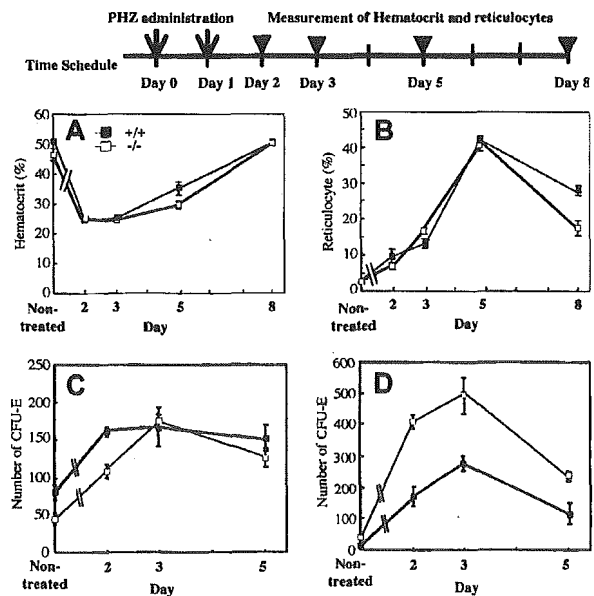 PHZ administration Measurement of Hematocrit and reticulocytes
Time Schedule
Day 0 Day 1 Day 2 Day 3 Day 5 Day 8
A
+/+
-/-
Hematocrit (%)
60
50
40
30
20
10
0
Non-treated 2 3 5 8
Day
B
Reticulocyte (%)
50
40
30
20
10
0
Non-treated 2 3 5 8
Day
C
Number of CFU-E
250
200
150
100
50
0
Non-treated 2 3 5
Day
D
Number of CFU-E
600
500
400
300
200
100
0
Non-treated 2 3 5
Day